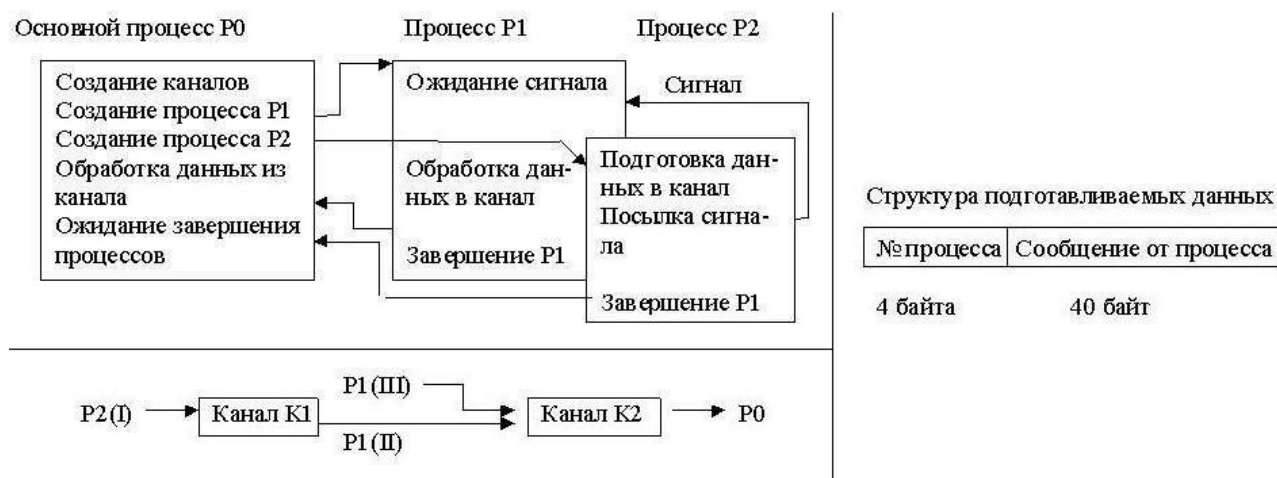 Основной процесс P0
Процесс P1
Процесс P2
Создание каналов
Создание процесса P1
Создание процесса P2
Обработка данных из
канала
Ожидание завершения
процессов
Ожидание сигнала
Обработка дан-
ных в канал
Завершение P1
Сигнал
Подготовка дан-
ных в канал
Посылка сигна-
ла
Завершение P1
Структура подготавливаемых данных
№ процесса Сообщение от процесса
4 байта 40 байт
P1(III)
P2(I) Канал K1 Канал K2 P0
P1(II)